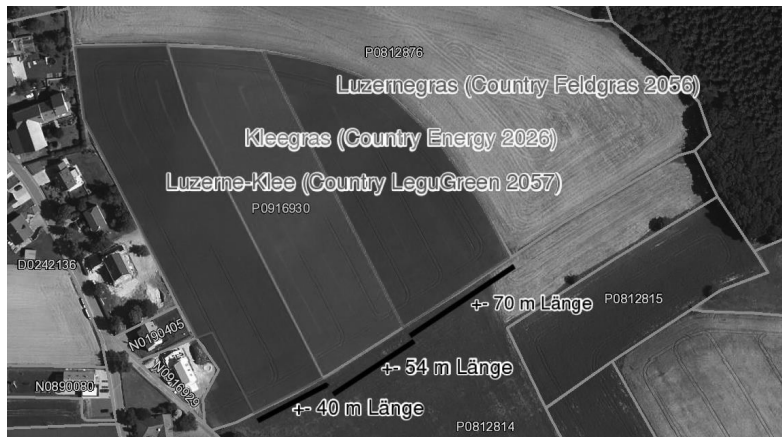 P0812876
Luzernegras (Country Feldgras 2056)
Kleegras (Country Energy 2026)
Luzerne-Klee (Country LeguGreen 2057)
P0916930
D0242136
+- 70 m Länge
P0812815
N0190405
+- 54 m Länge
N0916929
N0890080
+- 40 m Länge
P0812814